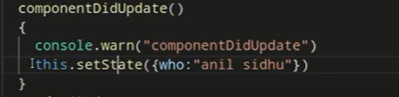 componentDidUpdate()
{
console.warn("componentDidUpdate")
this.setState({who:"anil sidhu"})
}